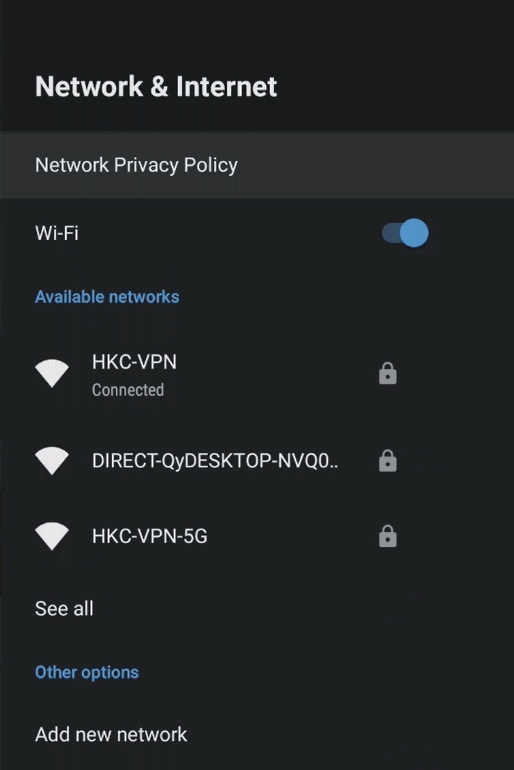 Network & Internet
Network Privacy Policy
Wi-Fi
Available networks
HKC-VPN
Connected
DIRECT-QyDESKTOP-NVQ0..
HKC-VPN-5G
See all
Other options
Add new network